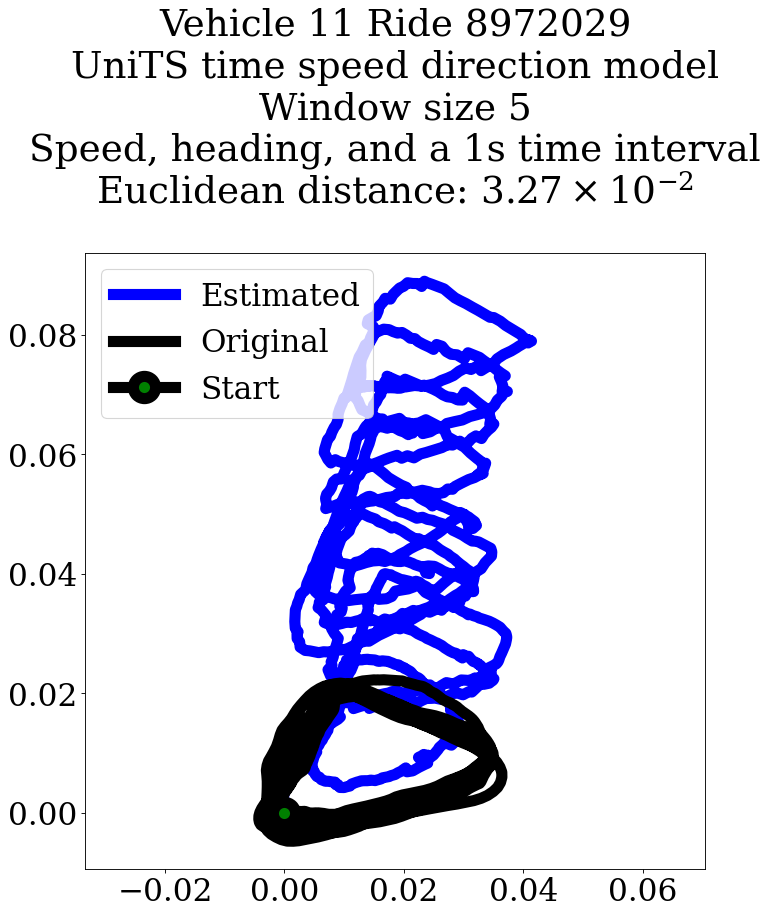 Vehicle 11 Ride 8972029
UniTS time speed direction model
Window size 5
Speed, heading, and a 1s time interval
Euclidean distance: 3.27 × 10⁻²
Estimated
Original
Start
0.08
0.06
0.04
0.02
0.00
−0.02 0.00 0.02 0.04 0.06